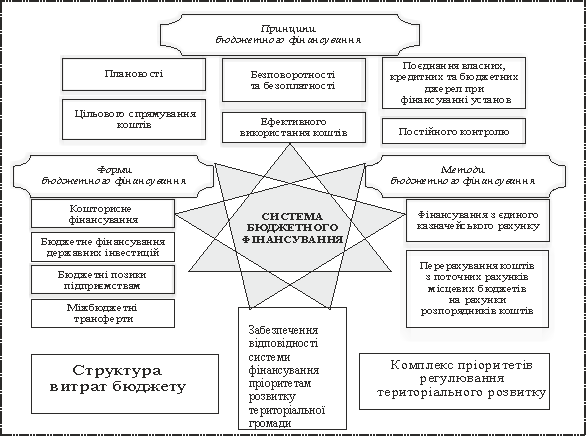 Принципи
бюджетного фінансування
Плановості
Безповоротності
та безоплатності
Поєднання власних,
кредитних та бюджетних
джерел при
фінансуванні установ
Цільового спрямування
коштів
Ефективного
використання коштів
Постійного контролю
Форми
бюджетного фінансування
Методи
бюджетного фінансування
Кошторисне
фінансування
Бюджетне фінансування
державних інвестицій
Бюджетні позики
підприємствам
Міжбюджетні
трансферти
СИСТЕМА
БЮДЖЕТНОГО
ФІНАНСУВАННЯ
Фінансування з єдиного
казначейського рахунку
Перерахування коштів
з поточних рахунків
місцевих бюджетів
на рахунки
розпорядників коштів
Забезпечення
відповідності
системи
фінансування
пріоритетам
розвитку
територіальної
громади
Структура
витрат бюджету
Комплекс пріоритетів
регулювання
територіального розвитку